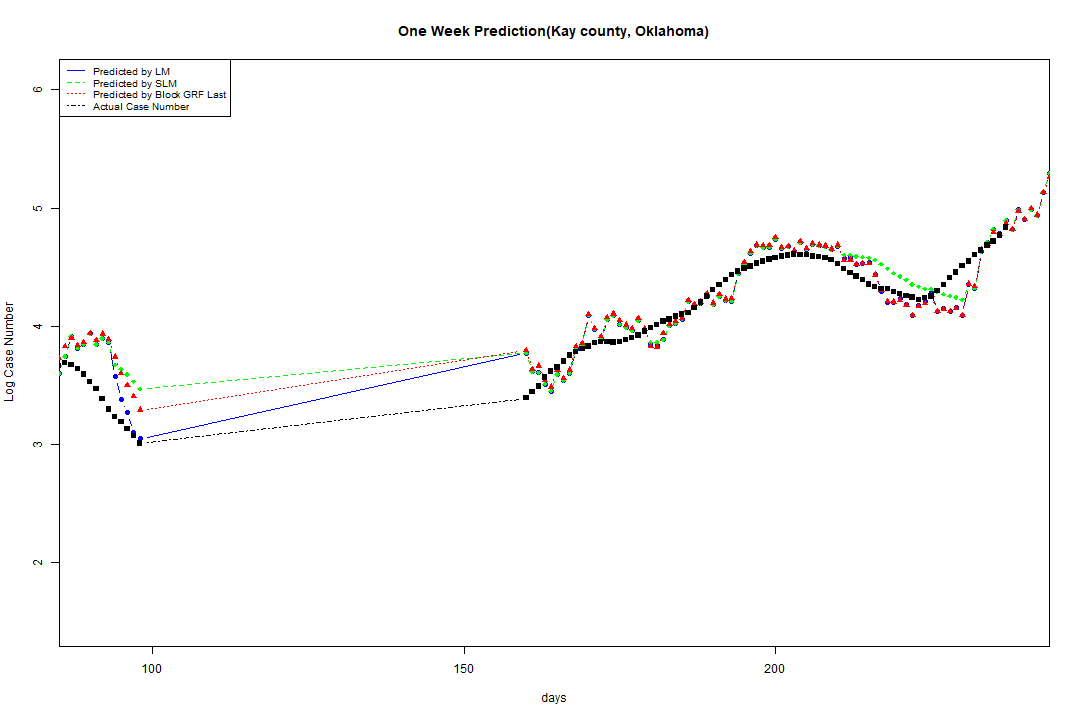 One Week Prediction(Kay county, Oklahoma)
Predicted by LM
Predicted by SLM
Predicted by Block GRF Last
Actual Case Number
6
5
4
3
2
Log Case Number
100 150 200
days